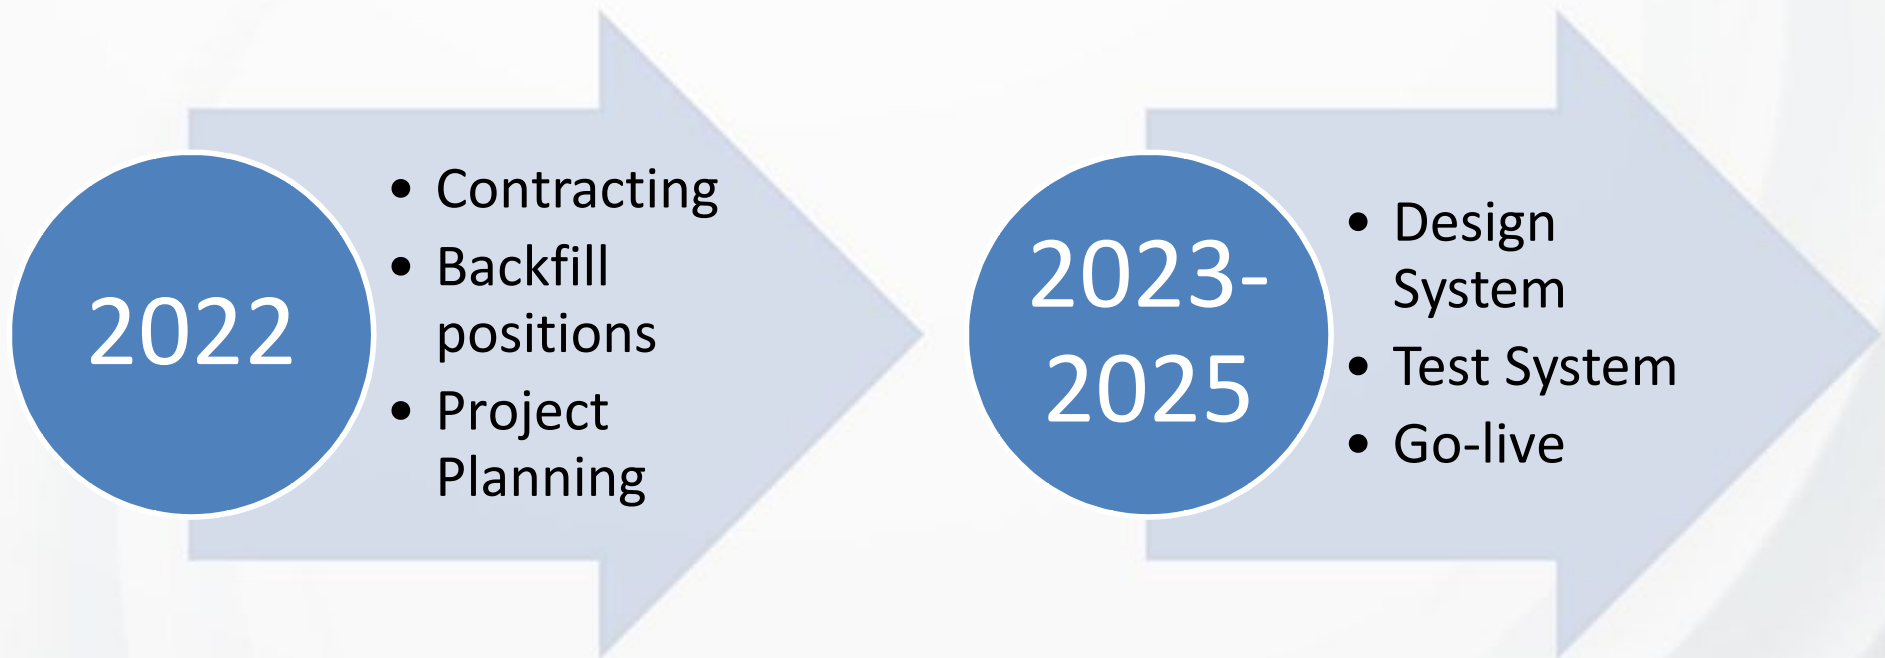 2022
• Contracting
• Backfill
positions
• Project
Planning
2023-
2025
• Design
System
• Test System
• Go-live